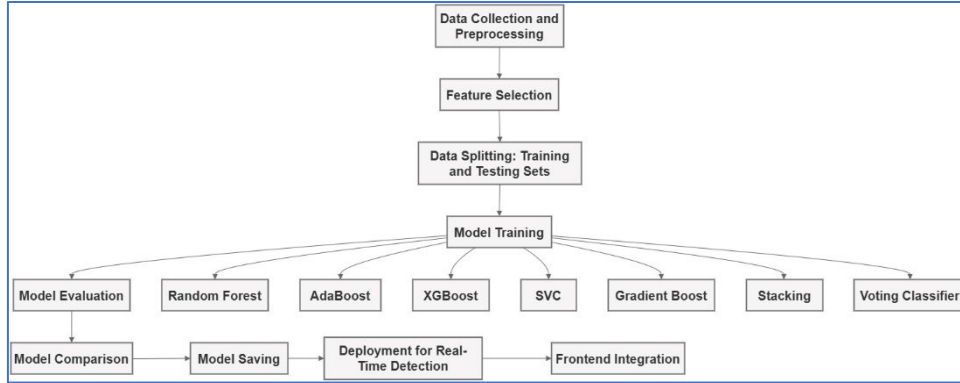 Data Collection and
Preprocessing
Feature Selection
Data Splitting: Training
and Testing Sets
Model Training
Model Evaluation
Random Forest
AdaBoost
XGBoost
SVC
Gradient Boost
Stacking
Voting Classifier
Model Comparison
Model Saving
Deployment for Real-
Time Detection
Frontend Integration